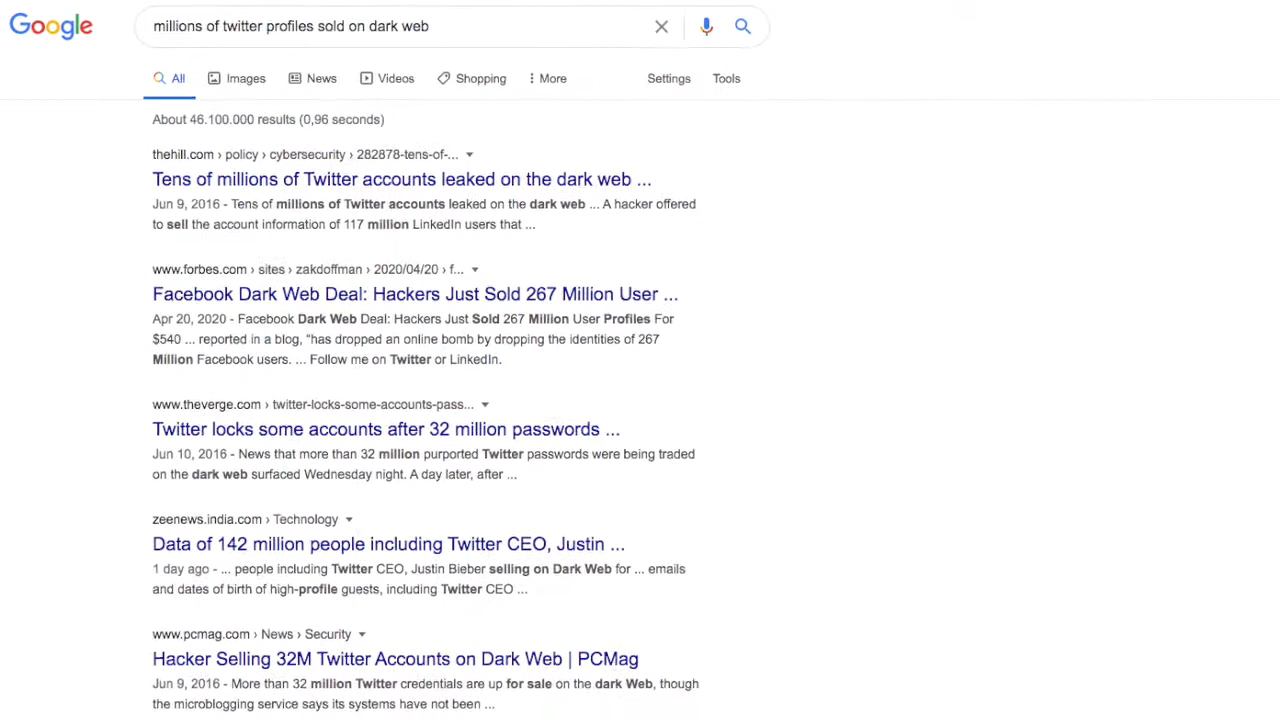 Google
millions of twitter profiles sold on dark web
All Images News Videos Shopping More Settings Tools
About 46.100.000 results (0,96 seconds)
thehill.com › policy › cybersecurity › 282878-tens-of-...
Tens of millions of Twitter accounts leaked on the dark web ...
Jun 9, 2016 - Tens of millions of Twitter accounts leaked on the dark web ... A hacker offered
to sell the account information of 117 million LinkedIn users that ...
www.forbes.com › sites › zakdoffman › 2020/04/20 › f...
Facebook Dark Web Deal: Hackers Just Sold 267 Million User ...
Apr 20, 2020 - Facebook Dark Web Deal: Hackers Just Sold 267 Million User Profiles For
$540 ... reported in a blog, "has dropped an online bomb by dropping the identities of 267
Million Facebook users. ... Follow me on Twitter or LinkedIn.
www.theverge.com › twitter-locks-some-accounts-pass...
Twitter locks some accounts after 32 million passwords ...
Jun 10, 2016 - News that more than 32 million purported Twitter passwords were being traded
on the dark web surfaced Wednesday night. A day later, after ...
zeenews.india.com › Technology
Data of 142 million people including Twitter CEO, Justin ...
1 day ago - ... people including Twitter CEO, Justin Bieber selling on Dark Web for ... emails
and dates of birth of high-profile guests, including Twitter CEO ...
www.pcmag.com › News › Security
Hacker Selling 32M Twitter Accounts on Dark Web | PCMag
Jun 9, 2016 - More than 32 million Twitter credentials are up for sale on the dark Web, though
the microblogging service says its systems have not been ...